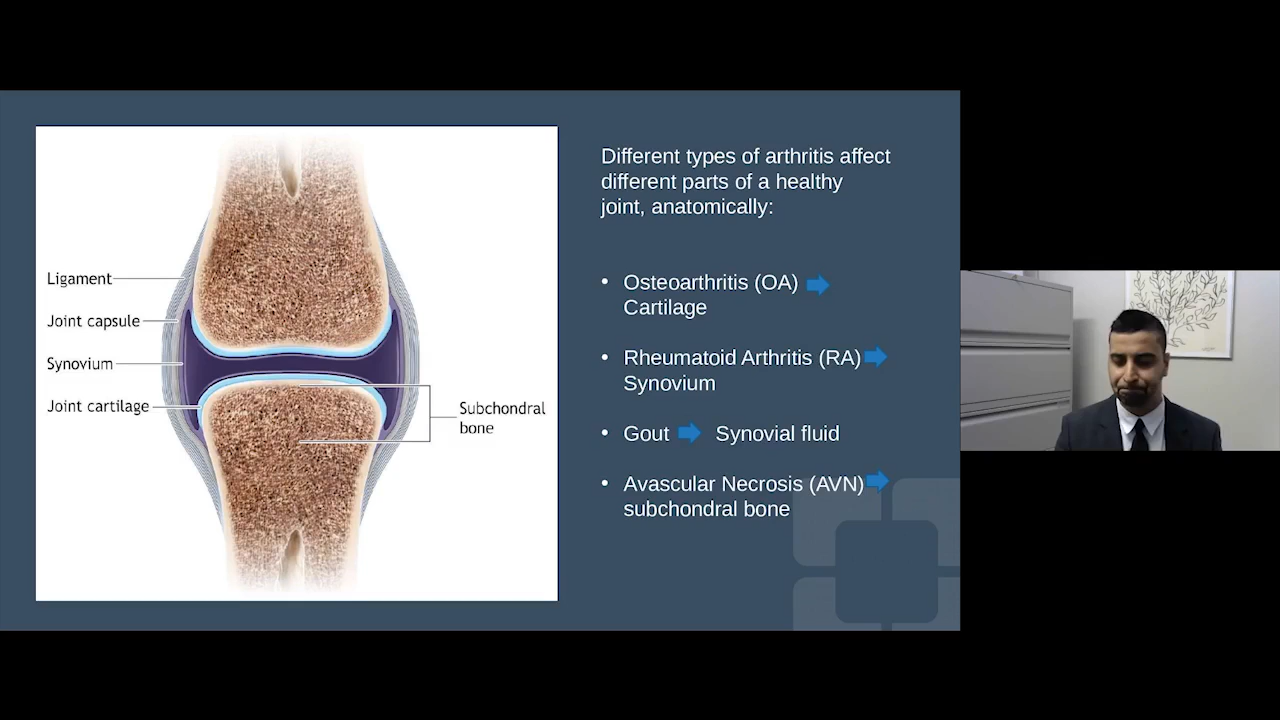 Ligament
Joint capsule
Synovium
Joint cartilage
Subchondral
bone
Different types of arthritis affect
different parts of a healthy
joint, anatomically:
• Osteoarthritis (OA)
Cartilage
• Rheumatoid Arthritis (RA)
Synovium
• Gout Synovial fluid
• Avascular Necrosis (AVN)
subchondral bone